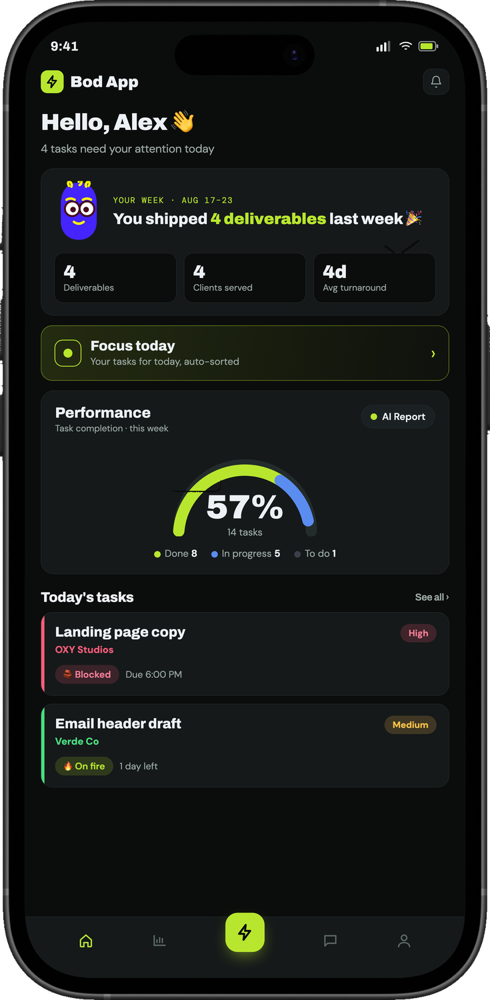 9:41
Bod App
Hello, Alex 👋
4 tasks need your attention today
YOUR WEEK · AUG 17–23
You shipped 4 deliverables last week 🎉
4
Deliverables
4
Clients served
4d
Avg turnaround
Focus today
Your tasks for today, auto-sorted
›
Performance
Task completion · this week
AI Report
57%
14 tasks
Done 8
In progress 5
To do 1
Today's tasks
See all ›
Landing page copy
High
OXY Studios
Blocked
Due 6:00 PM
Email header draft
Medium
Verde Co
🔥 On fire
1 day left